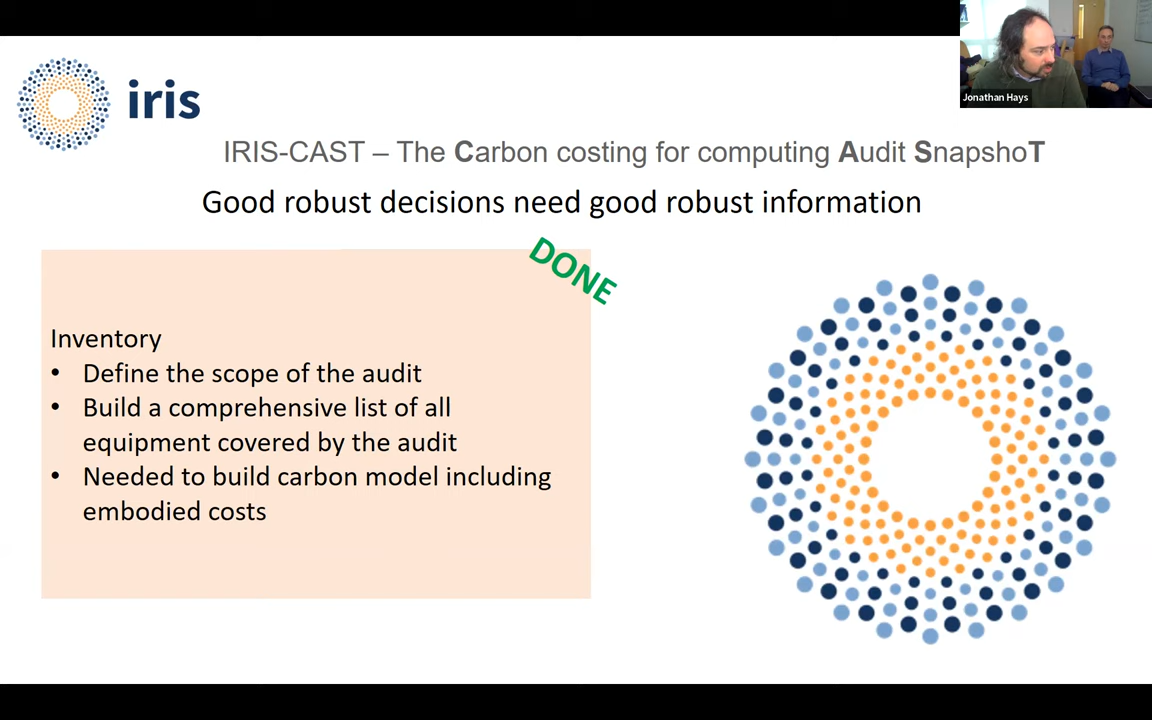 Jonathan Hays
iris
IRIS-CAST – The Carbon costing for computing Audit SnapshoT
Good robust decisions need good robust information
DONE
Inventory
• Define the scope of the audit
• Build a comprehensive list of all
equipment covered by the audit
• Needed to build carbon model including
embodied costs